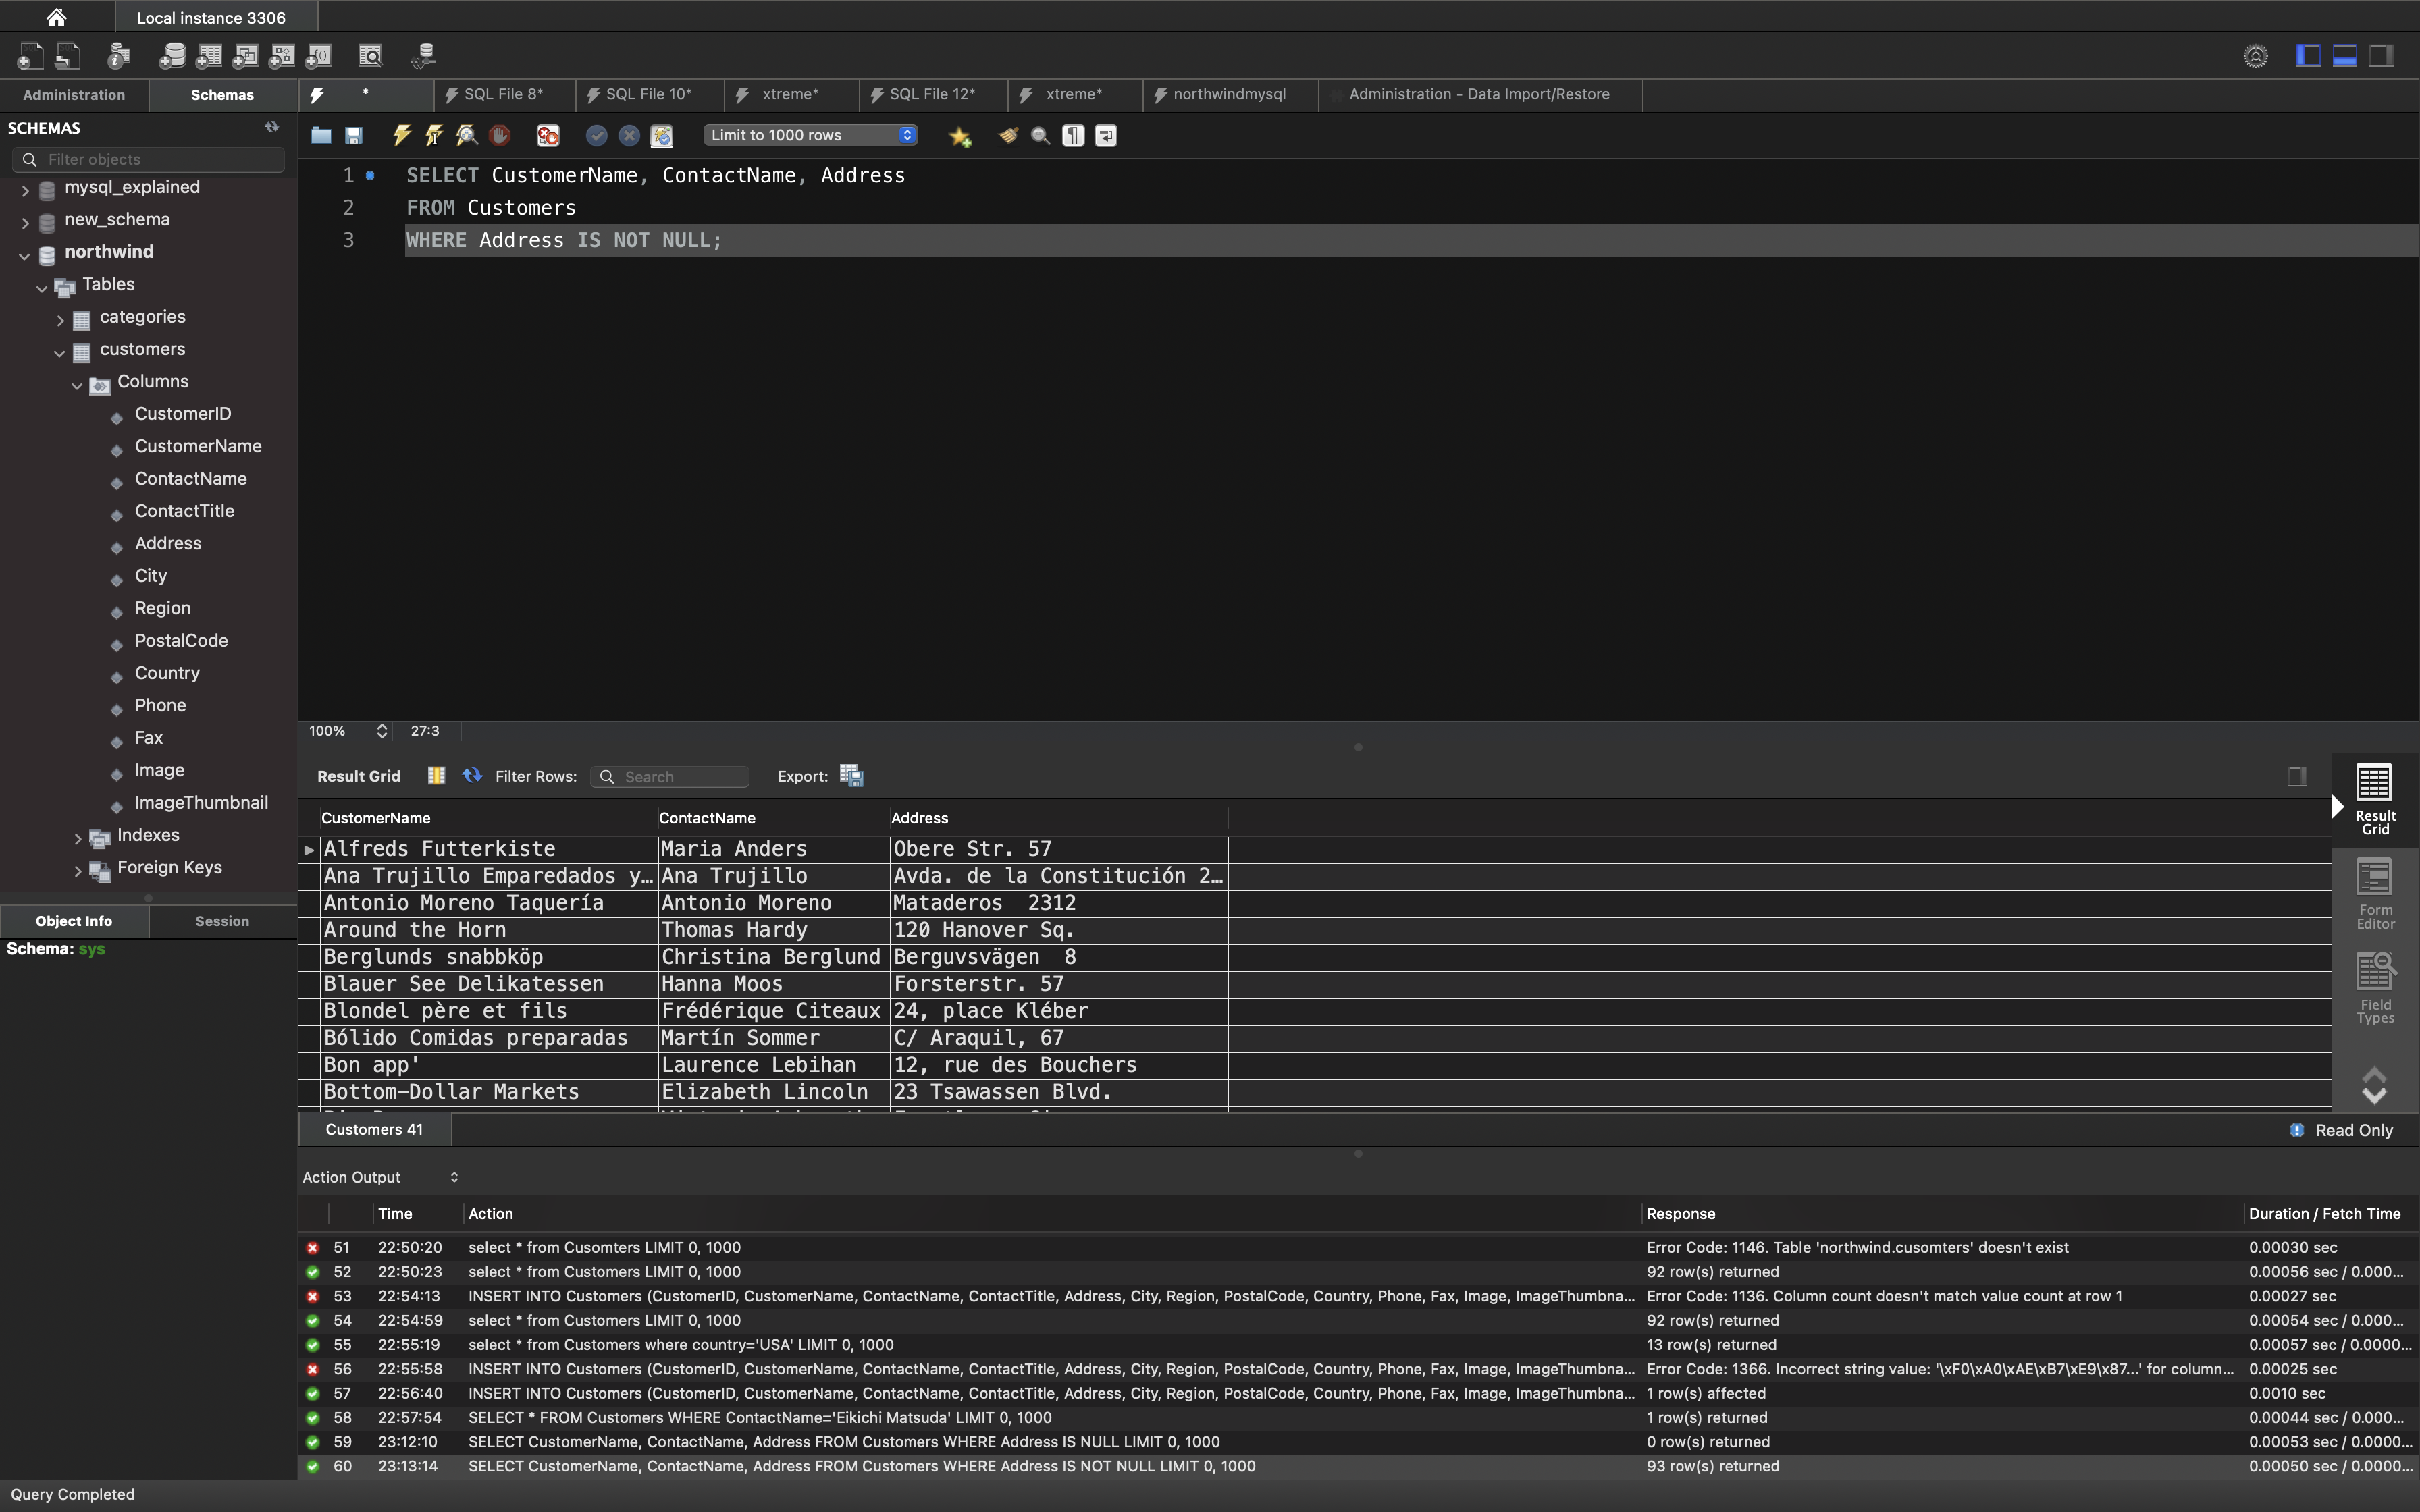 Local instance 3306
Administration
Schemas
*
SQL File 8*
SQL File 10*
xtreme*
SQL File 12*
xtreme*
northwindmysql
Administration - Data Import/Restore
SCHEMAS
Filter objects
mysql_explained
new_schema
northwind
Tables
categories
customers
Columns
CustomerID
CustomerName
ContactName
ContactTitle
Address
City
Region
PostalCode
Country
Phone
Fax
Image
ImageThumbnail
Indexes
Foreign Keys
Object Info
Session
Schema: sys
Limit to 1000 rows
1 SELECT CustomerName, ContactName, Address
2 FROM Customers
3 WHERE Address IS NOT NULL;
100% 27:3
Result Grid Filter Rows: Search Export:
CustomerName ContactName Address
Alfreds Futterkiste Maria Anders Obere Str. 57
Ana Trujillo Emparedados y… Ana Trujillo Avda. de la Constitución 2…
Antonio Moreno Taquería Antonio Moreno Mataderos  2312
Around the Horn Thomas Hardy 120 Hanover Sq.
Berglunds snabbköp Christina Berglund Berguvsvägen  8
Blauer See Delikatessen Hanna Moos Forsterstr. 57
Blondel père et fils Frédérique Citeaux 24, place Kléber
Bólido Comidas preparadas Martín Sommer C/ Araquil, 67
Bon app' Laurence Lebihan 12, rue des Bouchers
Bottom-Dollar Markets Elizabeth Lincoln 23 Tsawassen Blvd.
Result
Grid
Form
Editor
Field
Types
Customers 41
Read Only
Action Output
Time Action Response Duration / Fetch Time
51 22:50:20 select * from Cusomters LIMIT 0, 1000 Error Code: 1146. Table 'northwind.cusomters' doesn't exist 0.00030 sec
52 22:50:23 select * from Customers LIMIT 0, 1000 92 row(s) returned 0.00056 sec / 0.000...
53 22:54:13 INSERT INTO Customers (CustomerID, CustomerName, ContactName, ContactTitle, Address, City, Region, PostalCode, Country, Phone, Fax, Image, ImageThumbna... Error Code: 1136. Column count doesn't match value count at row 1 0.00027 sec
54 22:54:59 select * from Customers LIMIT 0, 1000 92 row(s) returned 0.00054 sec / 0.000...
55 22:55:19 select * from Customers where country='USA' LIMIT 0, 1000 13 row(s) returned 0.00057 sec / 0.0000...
56 22:55:58 INSERT INTO Customers (CustomerID, CustomerName, ContactName, ContactTitle, Address, City, Region, PostalCode, Country, Phone, Fax, Image, ImageThumbna... Error Code: 1366. Incorrect string value: '\xF0\xA0\xAE\xB7\xE9\x87...' for column... 0.00025 sec
57 22:56:40 INSERT INTO Customers (CustomerID, CustomerName, ContactName, ContactTitle, Address, City, Region, PostalCode, Country, Phone, Fax, Image, ImageThumbna... 1 row(s) affected 0.0010 sec
58 22:57:54 SELECT * FROM Customers WHERE ContactName='Eikichi Matsuda' LIMIT 0, 1000 1 row(s) returned 0.00044 sec / 0.000...
59 23:12:10 SELECT CustomerName, ContactName, Address FROM Customers WHERE Address IS NULL LIMIT 0, 1000 0 row(s) returned 0.00053 sec / 0.0000...
60 23:13:14 SELECT CustomerName, ContactName, Address FROM Customers WHERE Address IS NOT NULL LIMIT 0, 1000 93 row(s) returned 0.00050 sec / 0.0000...
Query Completed